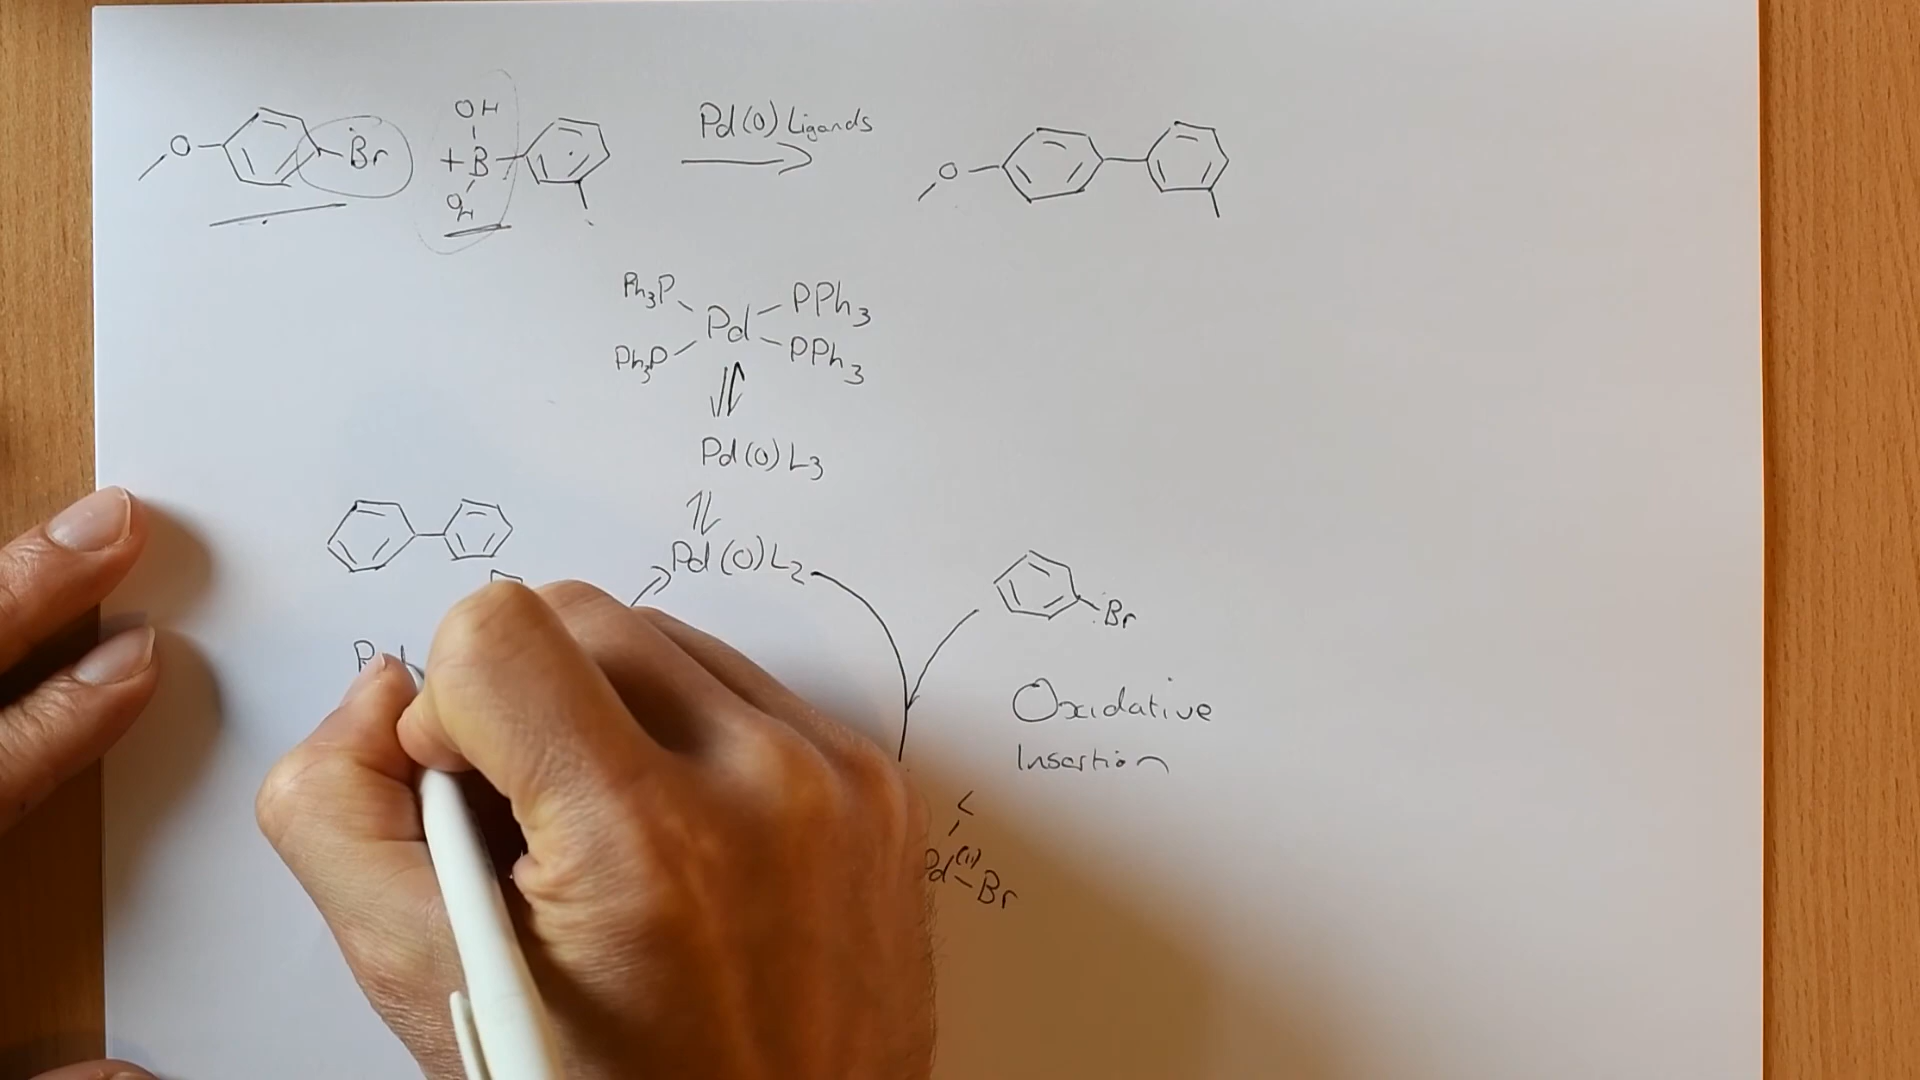 OH
O Br + B
OH
Pd(0) Ligands
O
Ph3P PPh3
Pd
Ph3P PPh3
Pd(0)L3
Pd(0)L2
Br
Oxidative
Insertion
L
Pd(II)
Br